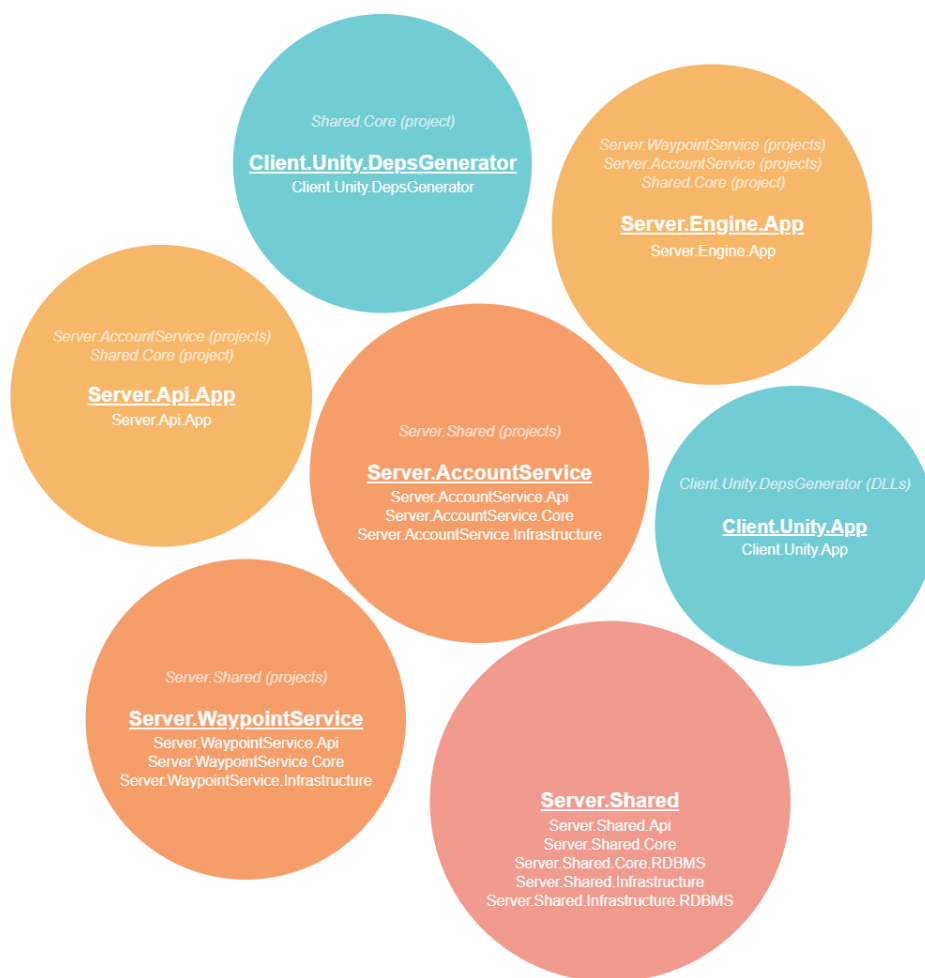 Shared.Core (project)
Client.Unity.DepsGenerator
Client.Unity.DepsGenerator
Server.WaypointService (projects)
Server.AccountService (projects)
Shared.Core (project)
Server.Engine.App
Server.Engine.App
Server.AccountService (projects)
Shared.Core (project)
Server.Api.App
Server.Api.App
Server.Shared (projects)
Server.AccountService
Server.AccountService.Api
Server.AccountService.Core
Server.AccountService.Infrastructure
Client.Unity.DepsGenerator (DLLs)
Client.Unity.App
Client.Unity.App
Server.Shared (projects)
Server.WaypointService
Server.WaypointService.Api
Server.WaypointService.Core
Server.WaypointService.Infrastructure
Server.Shared
Server.Shared.Api
Server.Shared.Core
Server.Shared.Core.RDBMS
Server.Shared.Infrastructure
Server.Shared.Infrastructure.RDBMS